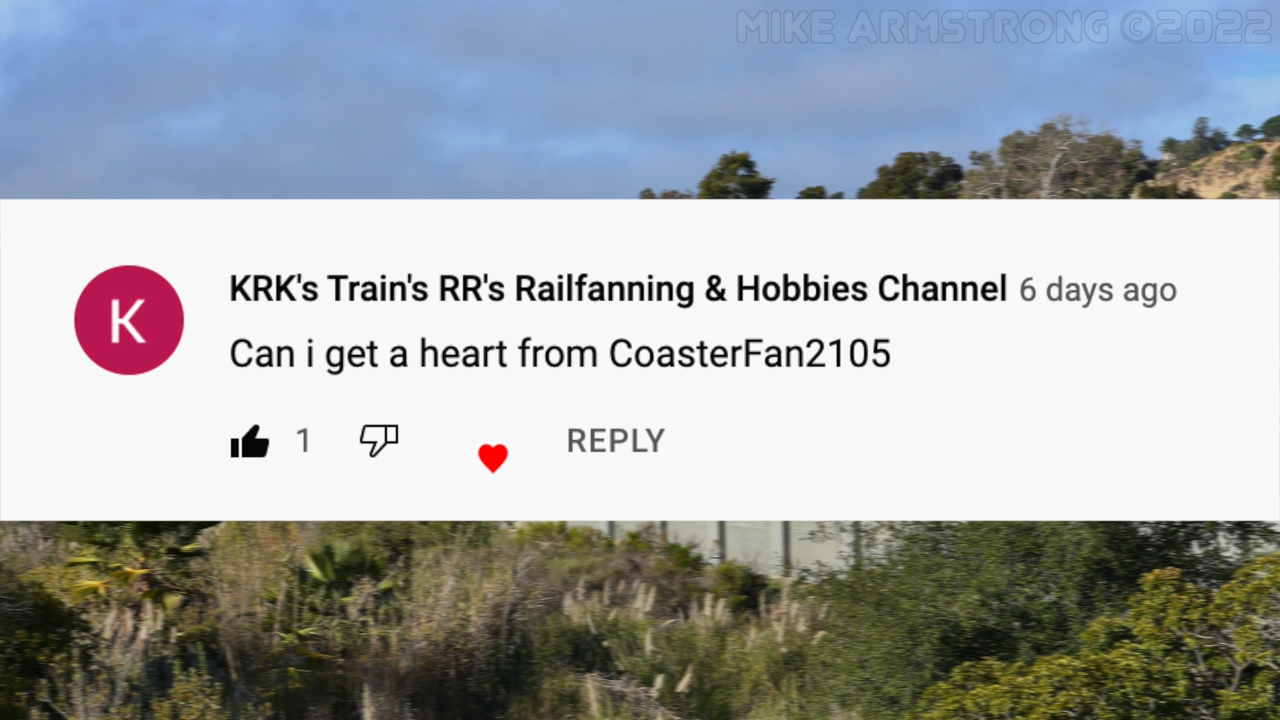 MIKE ARMSTRONG ©2022
K
KRK's Train's RR's Railfanning & Hobbies Channel 6 days ago
Can i get a heart from CoasterFan2105
1 REPLY